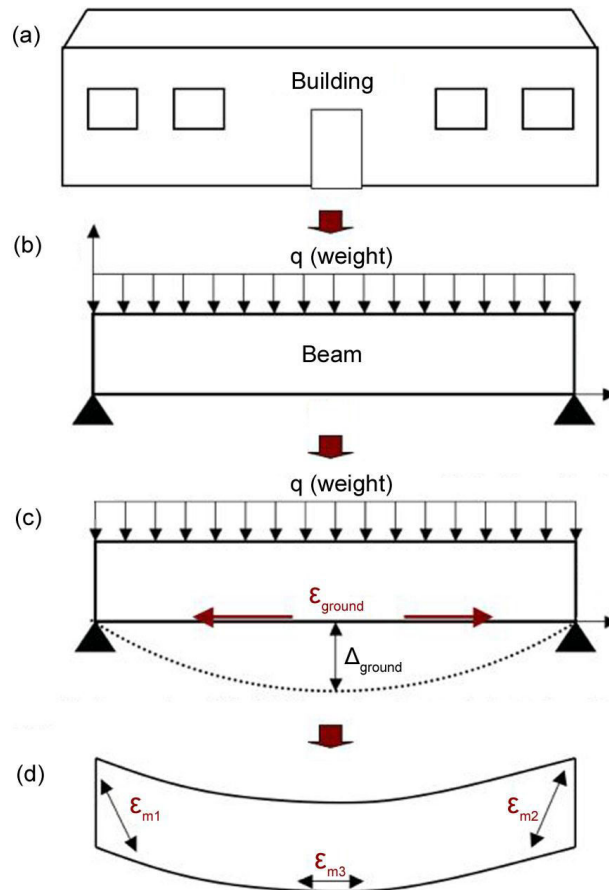 (a)
Building
(b)
q (weight)
Beam
q (weight)
(c)
εground
Δground
(d)
εm1
εm2
εm3